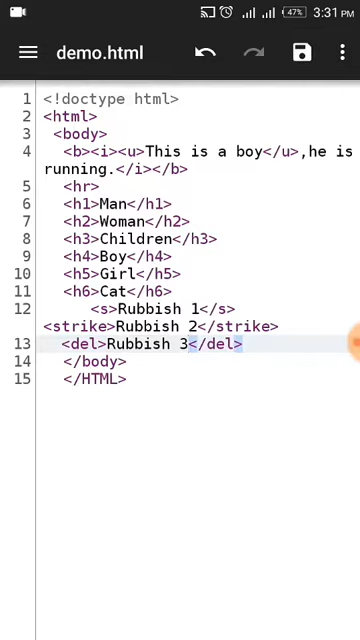 47% 3:31 PM
demo.html
1 <!doctype html>
2 <html>
3 <body>
4 <b><i><u>This is a boy</u>,he is
running.</i></b>
5 <hr>
6 <h1>Man</h1>
7 <h2>Woman</h2>
8 <h3>Children</h3>
9 <h4>Boy</h4>
10 <h5>Girl</h5>
11 <h6>Cat</h6>
12 <s>Rubbish 1</s>
<strike>Rubbish 2</strike>
13 <del>Rubbish 3</del>
14 </body>
15 </HTML>